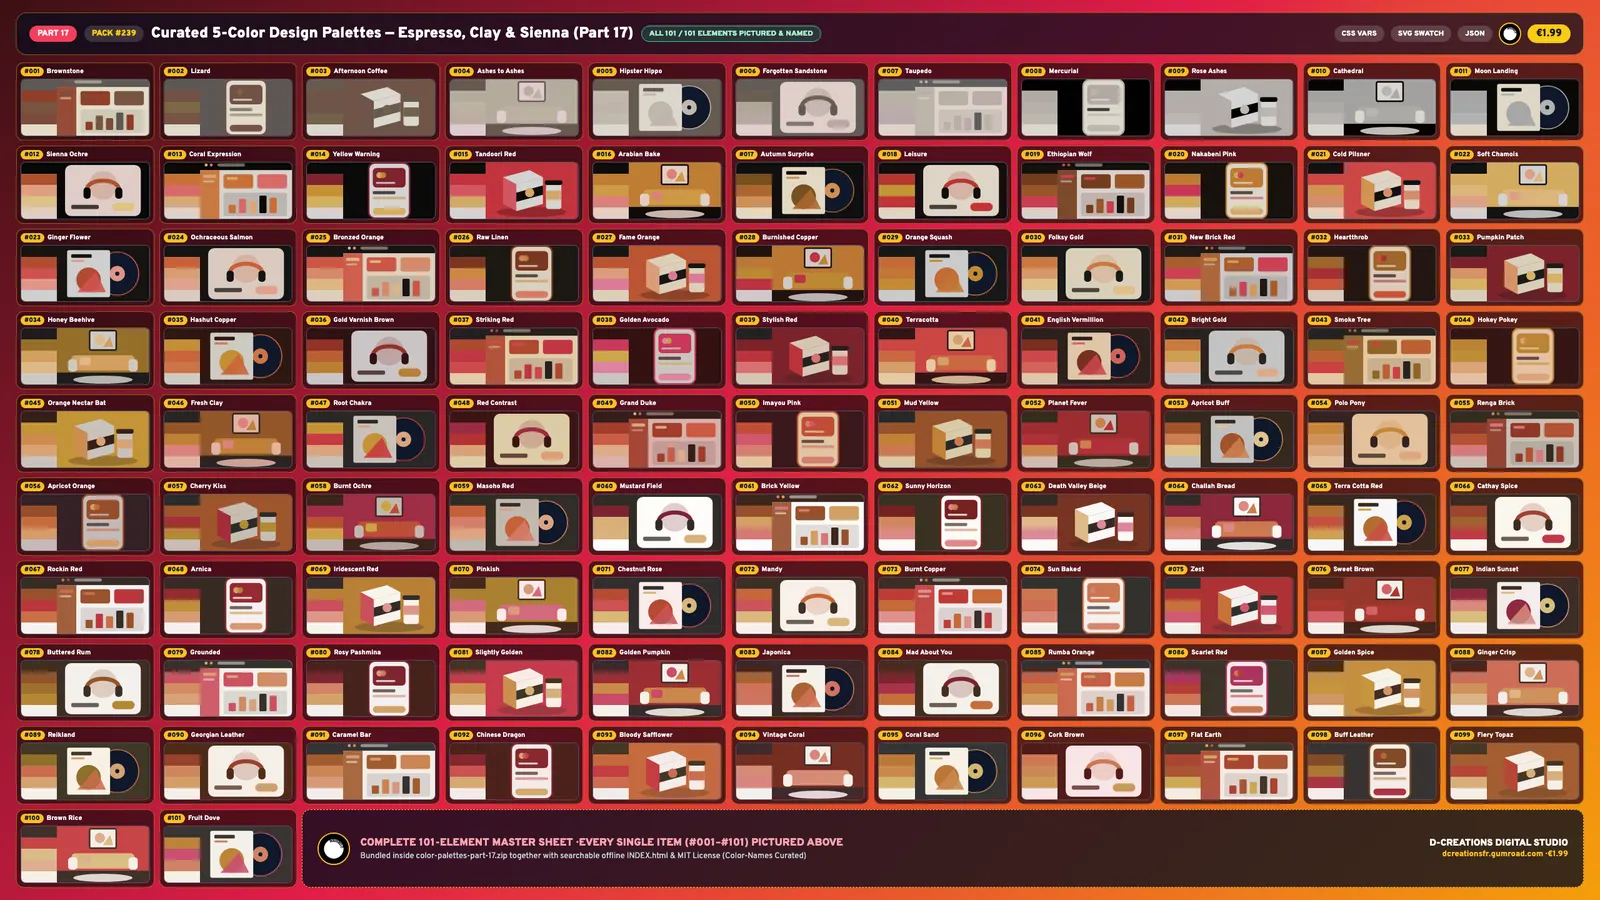 PART 17 PACK #239 Curated 5-Color Design Palettes – Espresso, Clay & Sienna (Part 17) ALL 101 / 101 ELEMENTS PICTURED & NAMED CSS VARS SVG SWATCH JSON €1.99
#001 Brownstone #002 Lizard #003 Afternoon Coffee #004 Ashes to Ashes #005 Hipster Hippo #006 Forgotten Sandstone #007 Taupedo #008 Mercurial #009 Rose Ashes #010 Cathedral #011 Moon Landing
#012 Sienna Ochre #013 Coral Expression #014 Yellow Warning #015 Tandoori Red #016 Arabian Bake #017 Autumn Surprise #018 Leisure #019 Ethiopian Wolf #020 Nakabeni Pink #021 Cold Pilsner #022 Soft Chamois
#023 Ginger Flower #024 Ochraceous Salmon #025 Bronzed Orange #026 Raw Linen #027 Fame Orange #028 Burnished Copper #029 Orange Squash #030 Folksy Gold #031 New Brick Red #032 Heartthrob #033 Pumpkin Patch
#034 Honey Beehive #035 Hashut Copper #036 Gold Varnish Brown #037 Striking Red #038 Golden Avocado #039 Stylish Red #040 Terracotta #041 English Vermillion #042 Bright Gold #043 Smoke Tree #044 Hokey Pokey
#045 Orange Nectar Bat #046 Fresh Clay #047 Root Chakra #048 Red Contrast #049 Grand Duke #050 Imayou Pink #051 Mud Yellow #052 Planet Fever #053 Apricot Buff #054 Polo Pony #055 Renga Brick
#056 Apricot Orange #057 Cherry Kiss #058 Burnt Ochre #059 Masoho Red #060 Mustard Field #061 Brick Yellow #062 Sunny Horizon #063 Death Valley Beige #064 Challah Bread #065 Terra Cotta Red #066 Cathay Spice
#067 Rockin Red #068 Arnica #069 Iridescent Red #070 Pinkish #071 Chestnut Rose #072 Mandy #073 Burnt Copper #074 Sun Baked #075 Zest #076 Sweet Brown #077 Indian Sunset
#078 Buttered Rum #079 Grounded #080 Rosy Pashmina #081 Slightly Golden #082 Golden Pumpkin #083 Japonica #084 Mad About You #085 Rumba Orange #086 Scarlet Red #087 Golden Spice #088 Ginger Crisp
#089 Reikland #090 Georgian Leather #091 Caramel Bar #092 Chinese Dragon #093 Bloody Safflower #094 Vintage Coral #095 Coral Sand #096 Cork Brown #097 Flat Earth #098 Buff Leather #099 Fiery Topaz
#100 Brown Rice #101 Fruit Dove
COMPLETE 101-ELEMENT MASTER SHEET · EVERY SINGLE ITEM (#001–#101) PICTURED ABOVE
Bundled inside color-palettes-part-17.zip together with searchable offline INDEX.html & MIT License (Color-Names Curated)
D-CREATIONS DIGITAL STUDIO
dcreationsfr.gumroad.com · €1.99